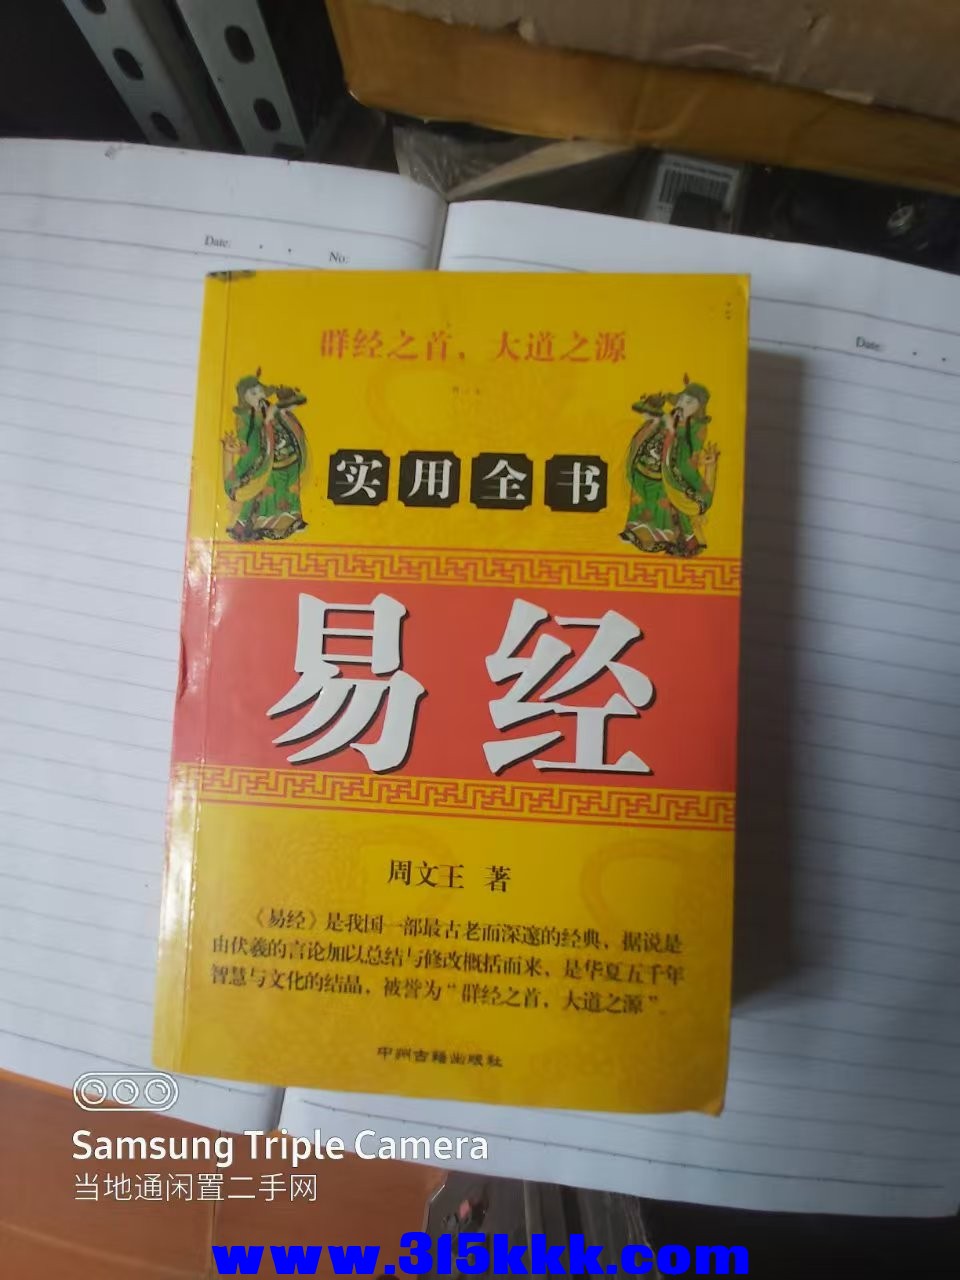 Date:
No:
Date:
群经之首，大道之源
实用全书
易经
周文王 著
《易经》是我国一部最古老而深邃的经典，据说是
由伏羲的言论加以总结与修改概括而来，是华夏五千年
智慧与文化的结晶，被誉为“群经之首，大道之源”。
中州古籍出版社
Samsung Triple Camera
当地通闲置二手网
www.315kkk.com